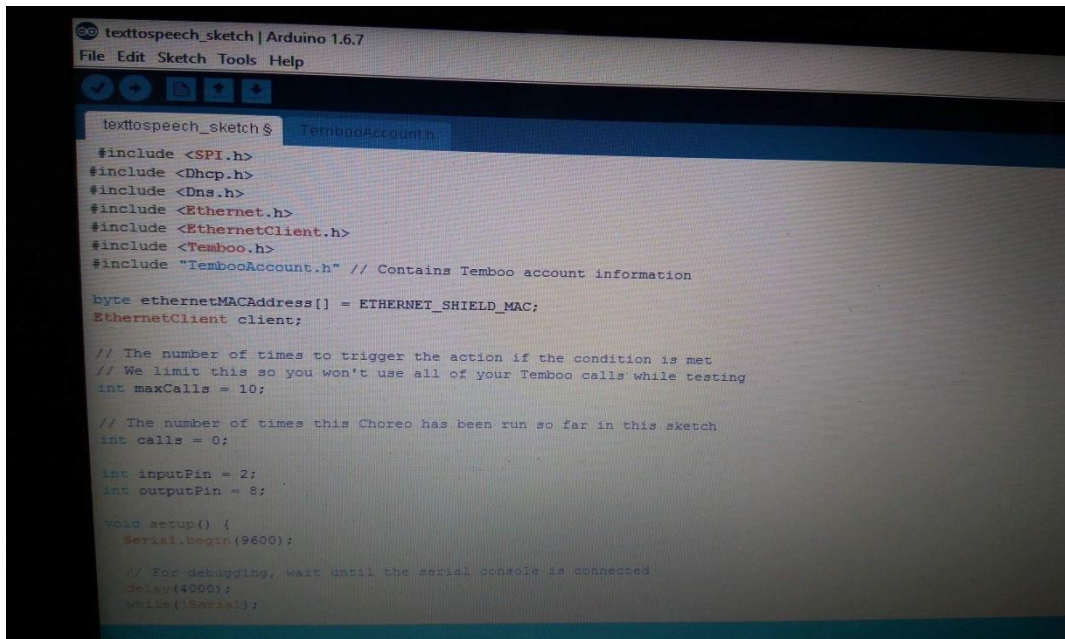 texttospeech_sketch | Arduino 1.6.7
File Edit Sketch Tools Help
texttospeech_sketch § TembooAccount.h
#include <SPI.h>
#include <Dhcp.h>
#include <Dns.h>
#include <Ethernet.h>
#include <EthernetClient.h>
#include <Temboo.h>
#include "TembooAccount.h" // Contains Temboo account information
byte ethernetMACAddress[] = ETHERNET_SHIELD_MAC;
EthernetClient client;
// The number of times to trigger the action if the condition is met
// We limit this so you won't use all of your Temboo calls while testing
int maxCalls = 10;
// The number of times this Choreo has been run so far in this sketch
int calls = 0;
int inputPin = 2;
int outputPin = 8;
void setup() {
Serial.begin(9600);
// For debugging, wait until the serial console is connected
delay(4000);
while(!Serial);